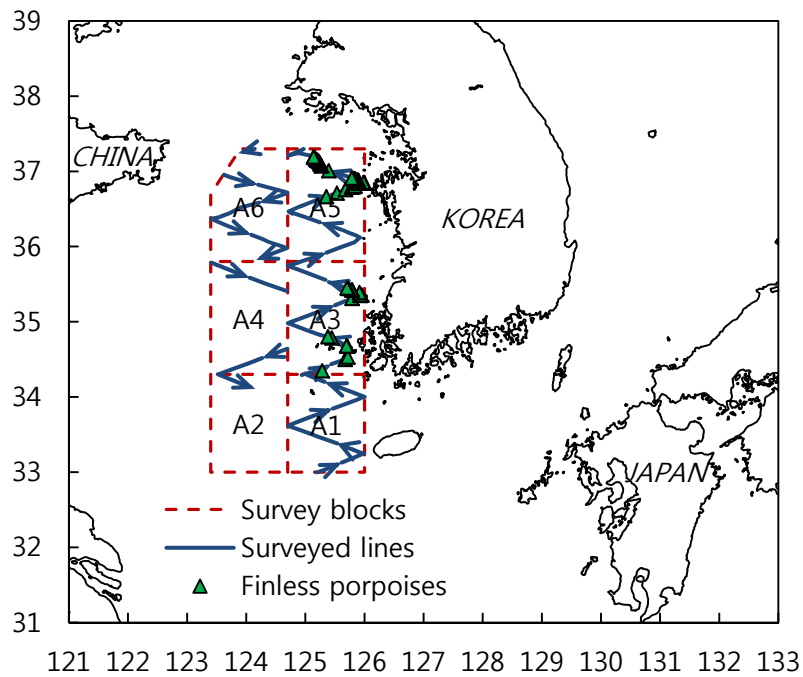 39
38
CHINA
37
A6
A5
KOREA
36
A4
A3
35
34
A2
A1
33
JAPAN
Survey blocks
32
Surveyed lines
Finless porpoises
31
121 122 123 124 125 126 127 128 129 130 131 132 133